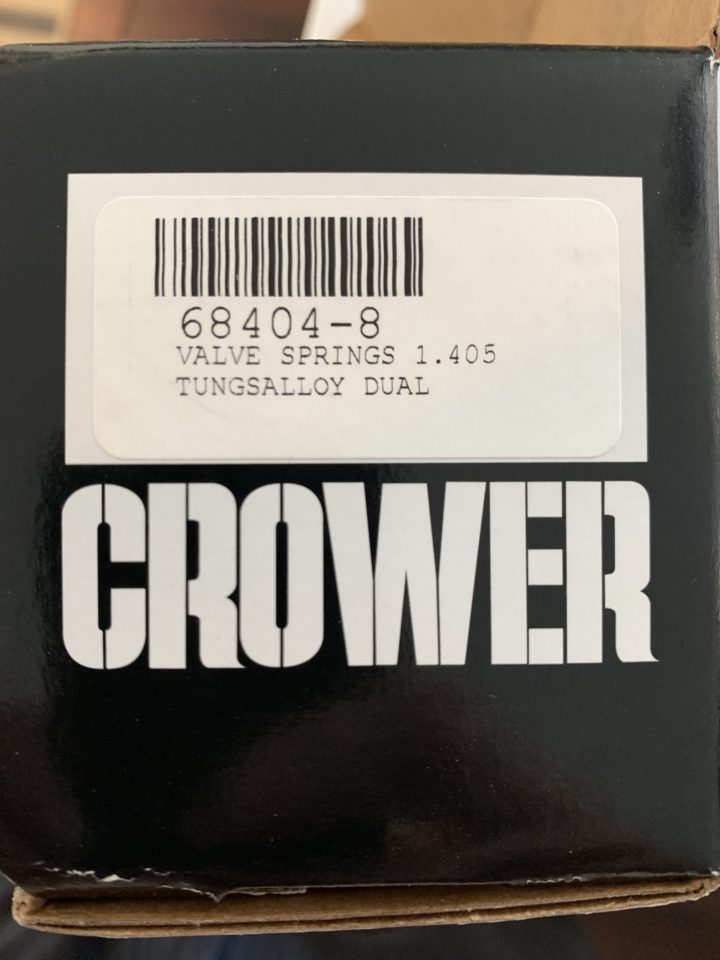 68404-8
VALVE SPRINGS 1.405
TUNGSALLOY DUAL
CROWER